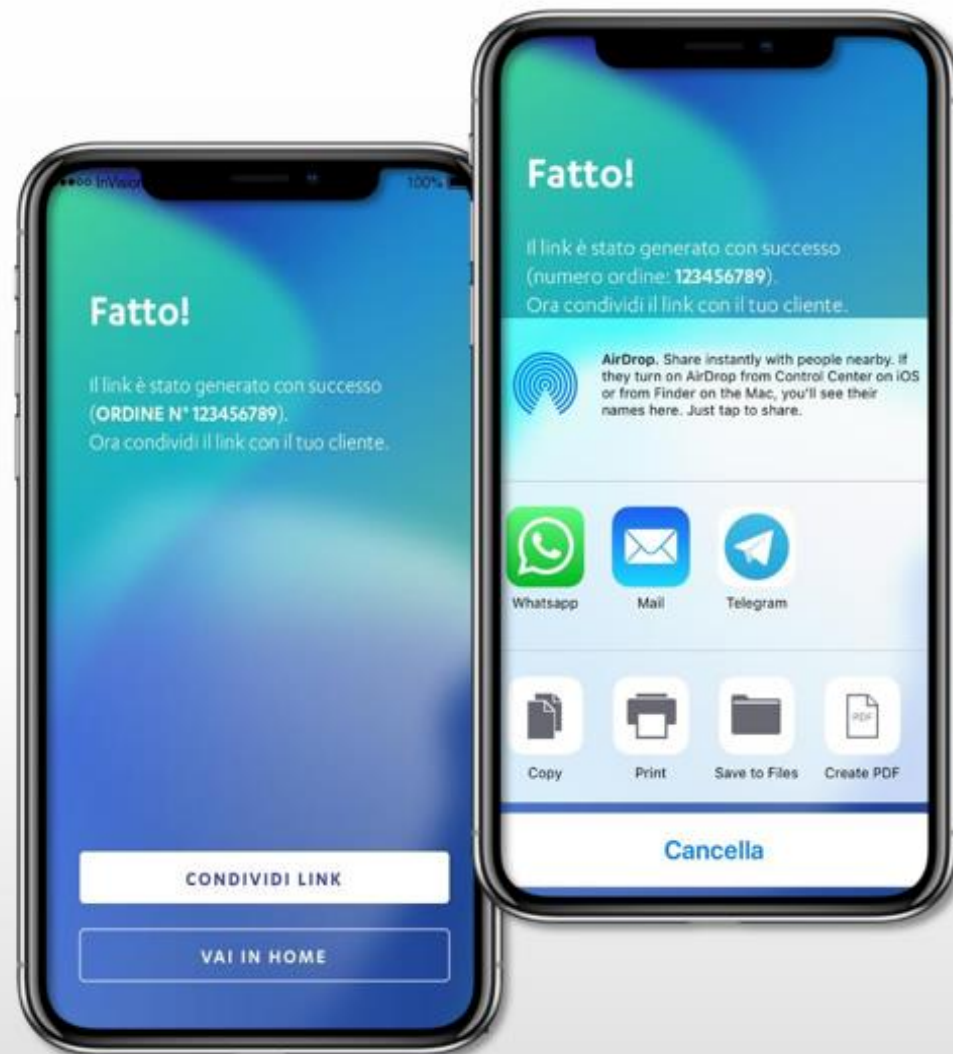 ●●●○○ InVision
100%
Fatto!
Il link è stato generato con successo
(ORDINE N° 123456789).
Ora condividi il link con il tuo cliente.
CONDIVIDI LINK
VAI IN HOME
Fatto!
Il link è stato generato con successo
(numero ordine: 123456789).
Ora condividi il link con il tuo cliente.
AirDrop. Share instantly with people nearby. If
they turn on AirDrop from Control Center on iOS
or from Finder on the Mac, you'll see their
names here. Just tap to share.
Whatsapp
Mail
Telegram
PDF
Copy
Print
Save to Files
Create PDF
Cancella